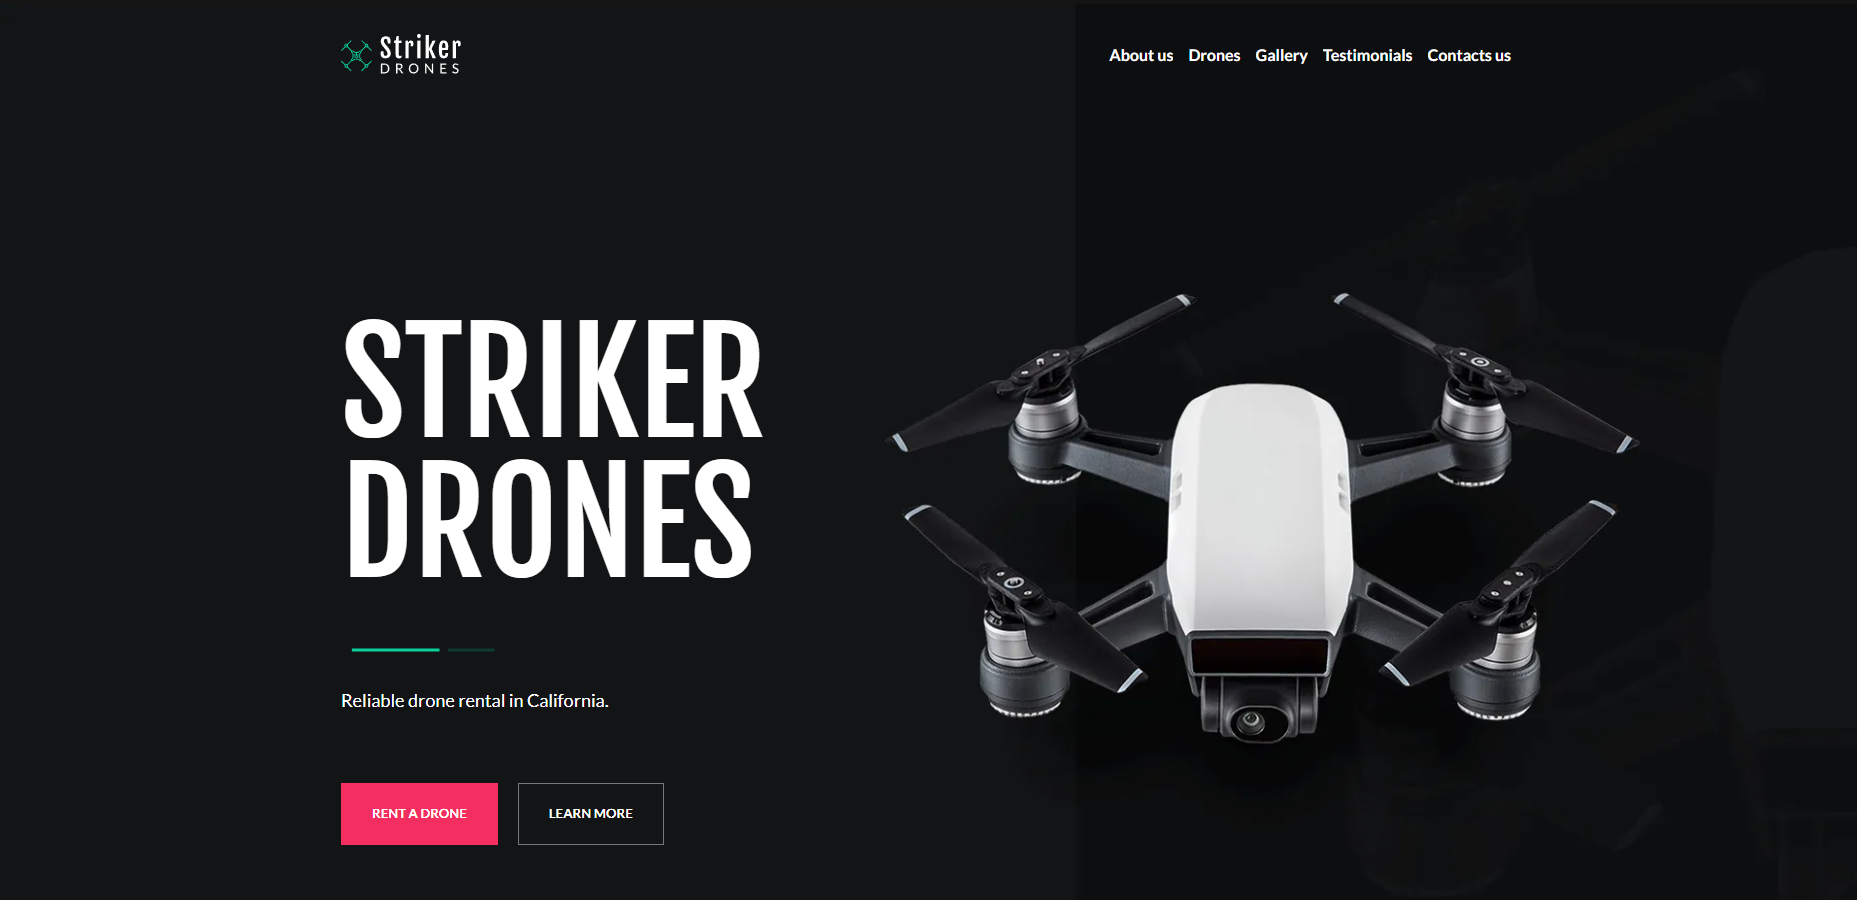 Striker
DRONES
About us Drones Gallery Testimonials Contacts us
STRIKER
DRONES
Reliable drone rental in California.
RENT A DRONE LEARN MORE